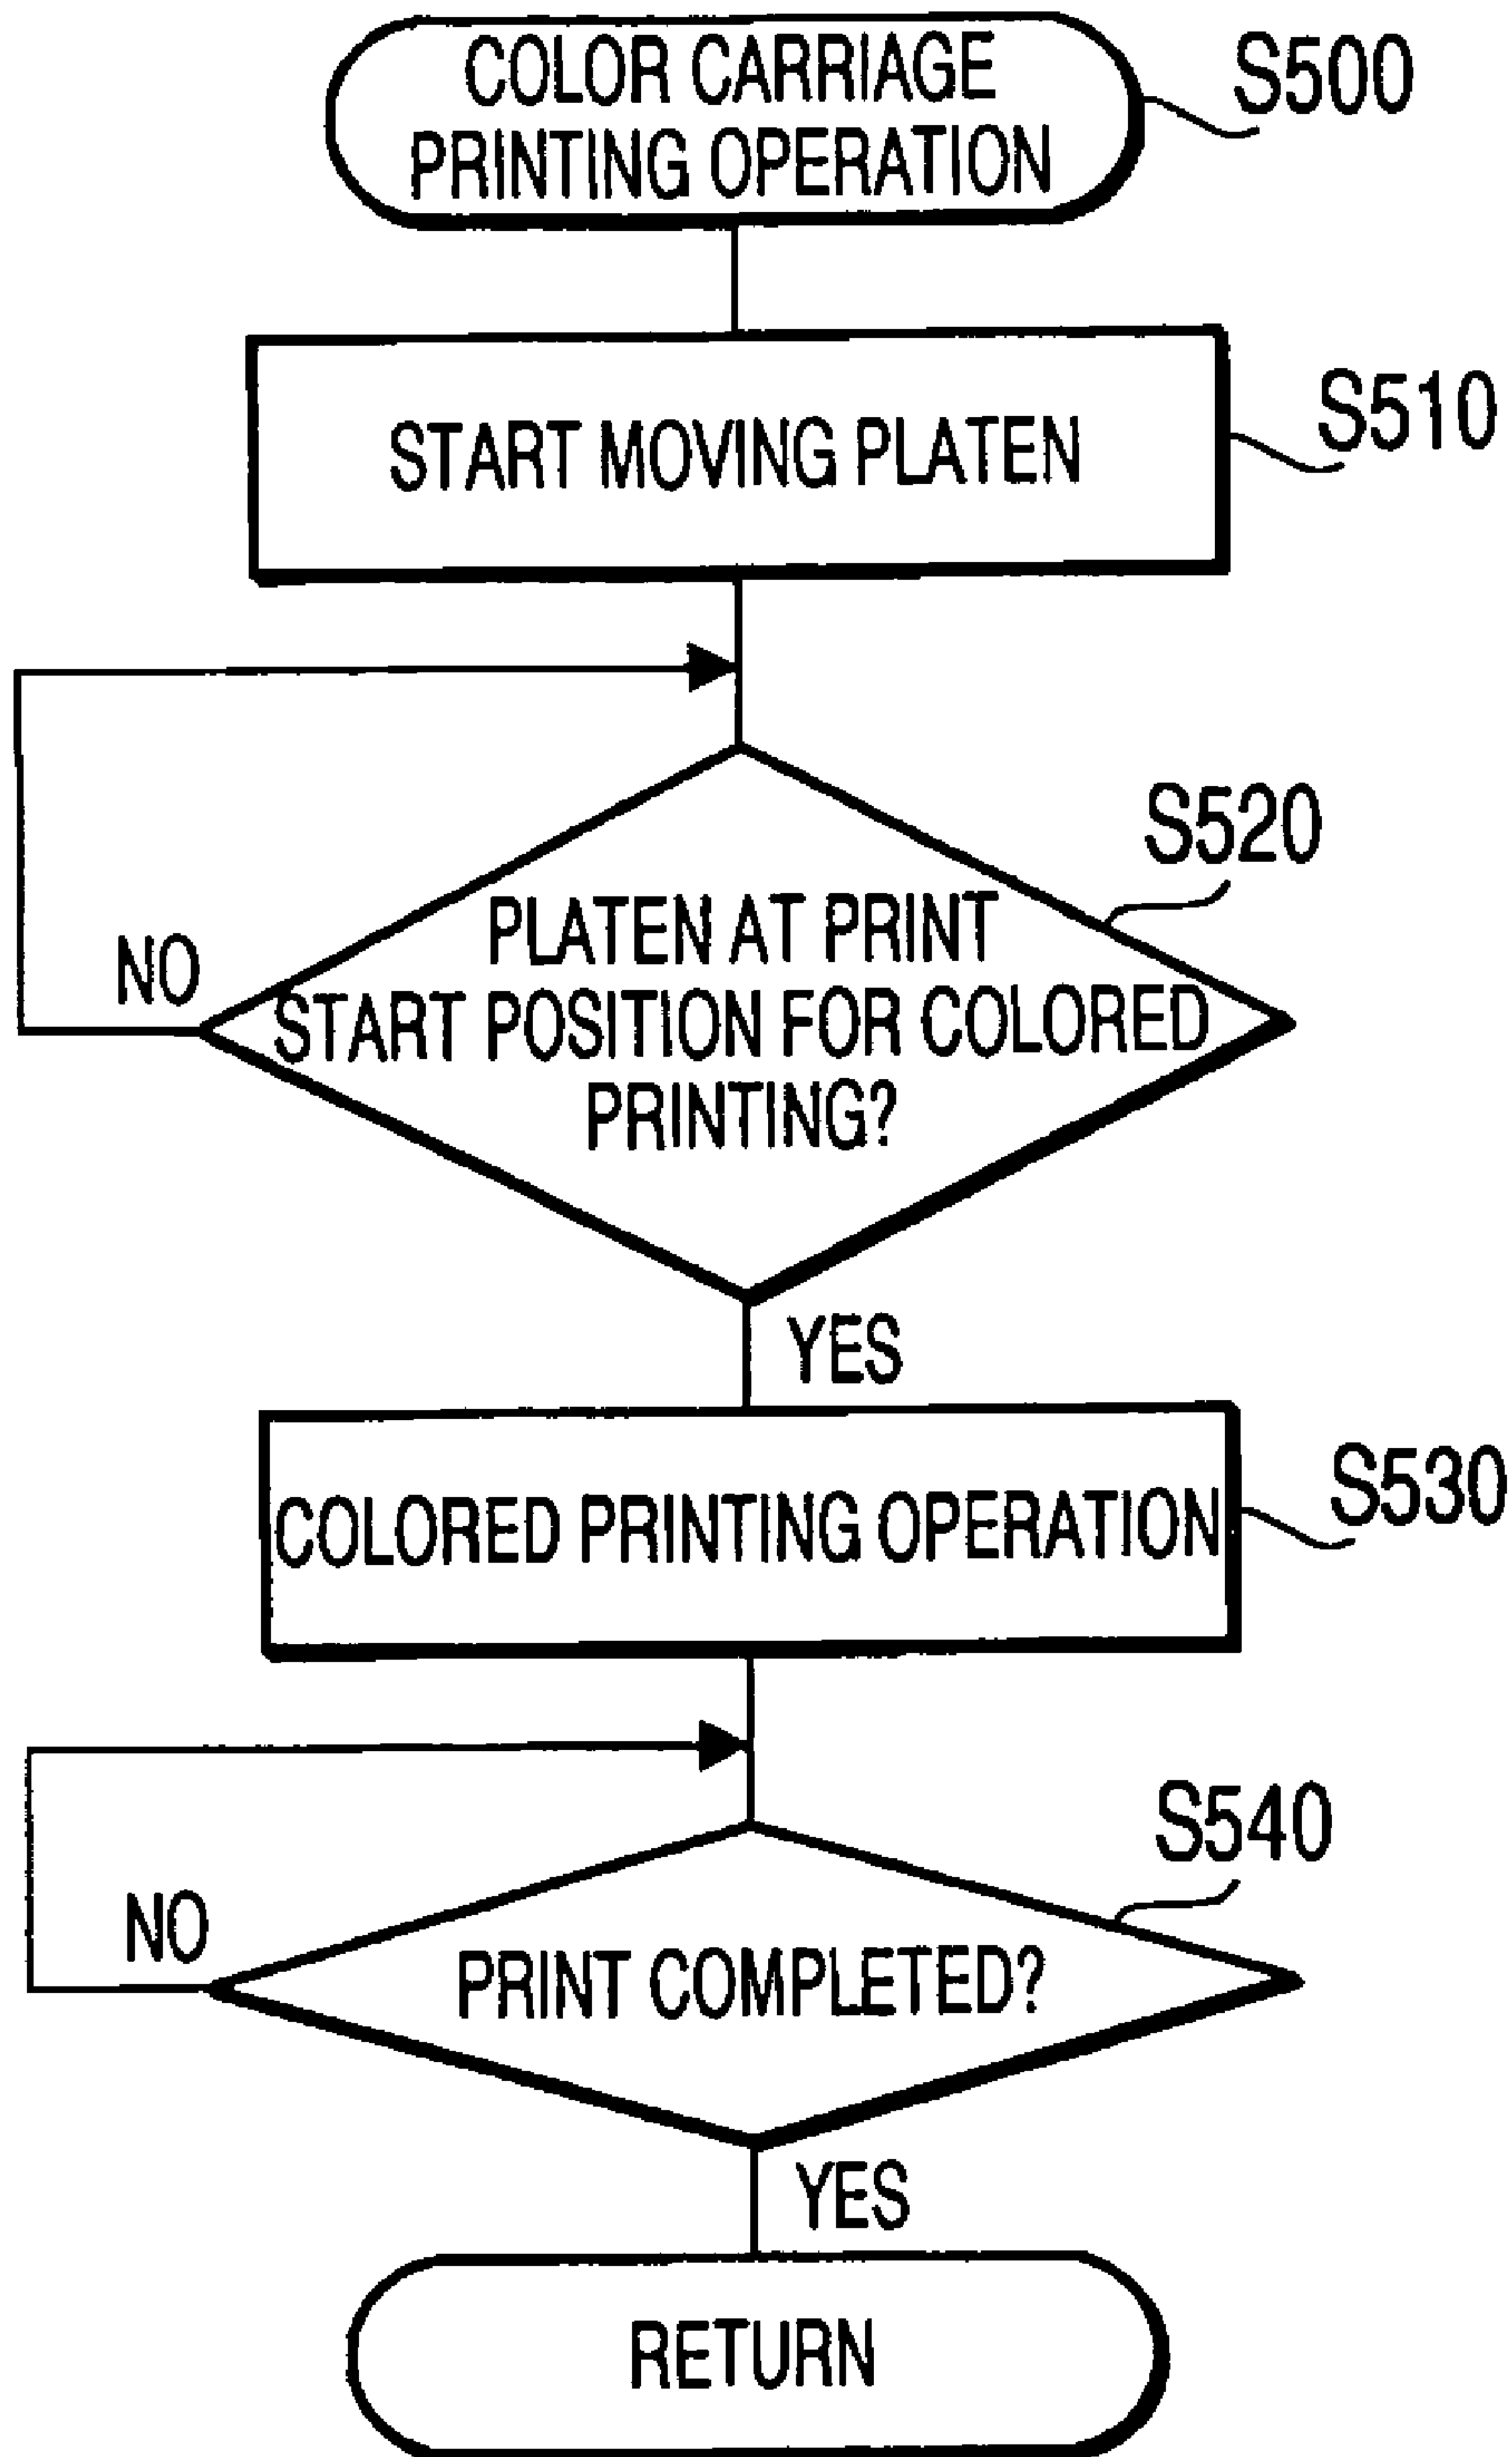 COLOR CARRIAGE
PRINTING OPERATION
S500
START MOVING PLATEN
S510
S520
PLATEN AT PRINT
START POSITION FOR COLORED
PRINTING?
NO
YES
COLORED PRINTING OPERATION
S530
S540
NO
PRINT COMPLETED?
YES
RETURN